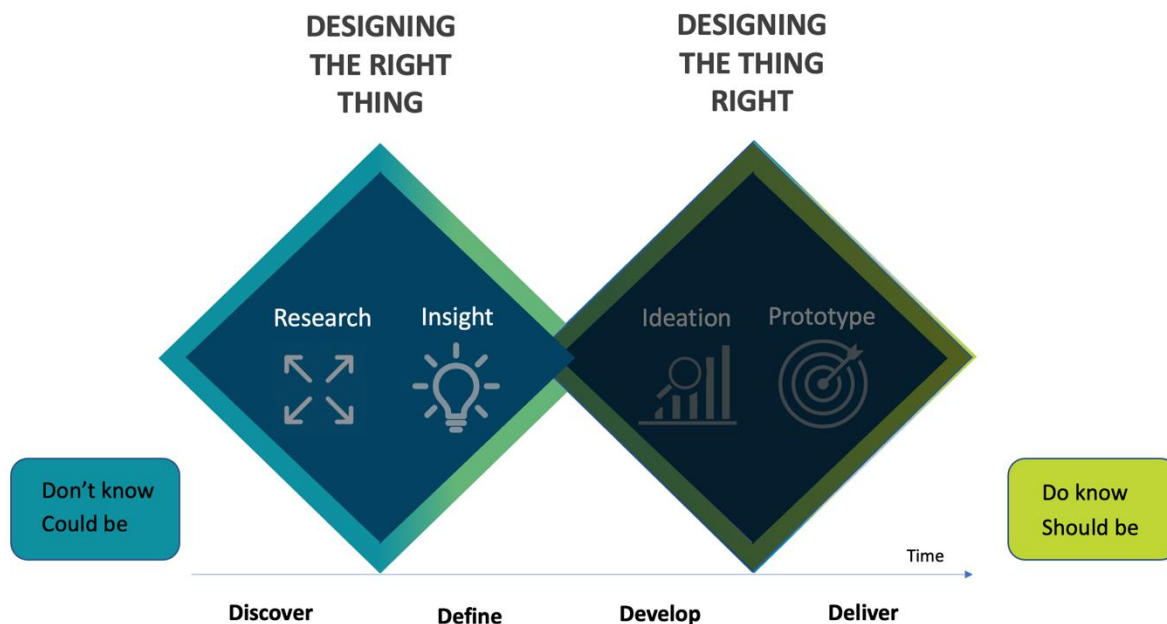 DESIGNING
THE RIGHT
THING
DESIGNING
THE THING
RIGHT
Research
Insight
Ideation
Prototype
Don’t know
Could be
Do know
Should be
Time
Discover
Define
Develop
Deliver